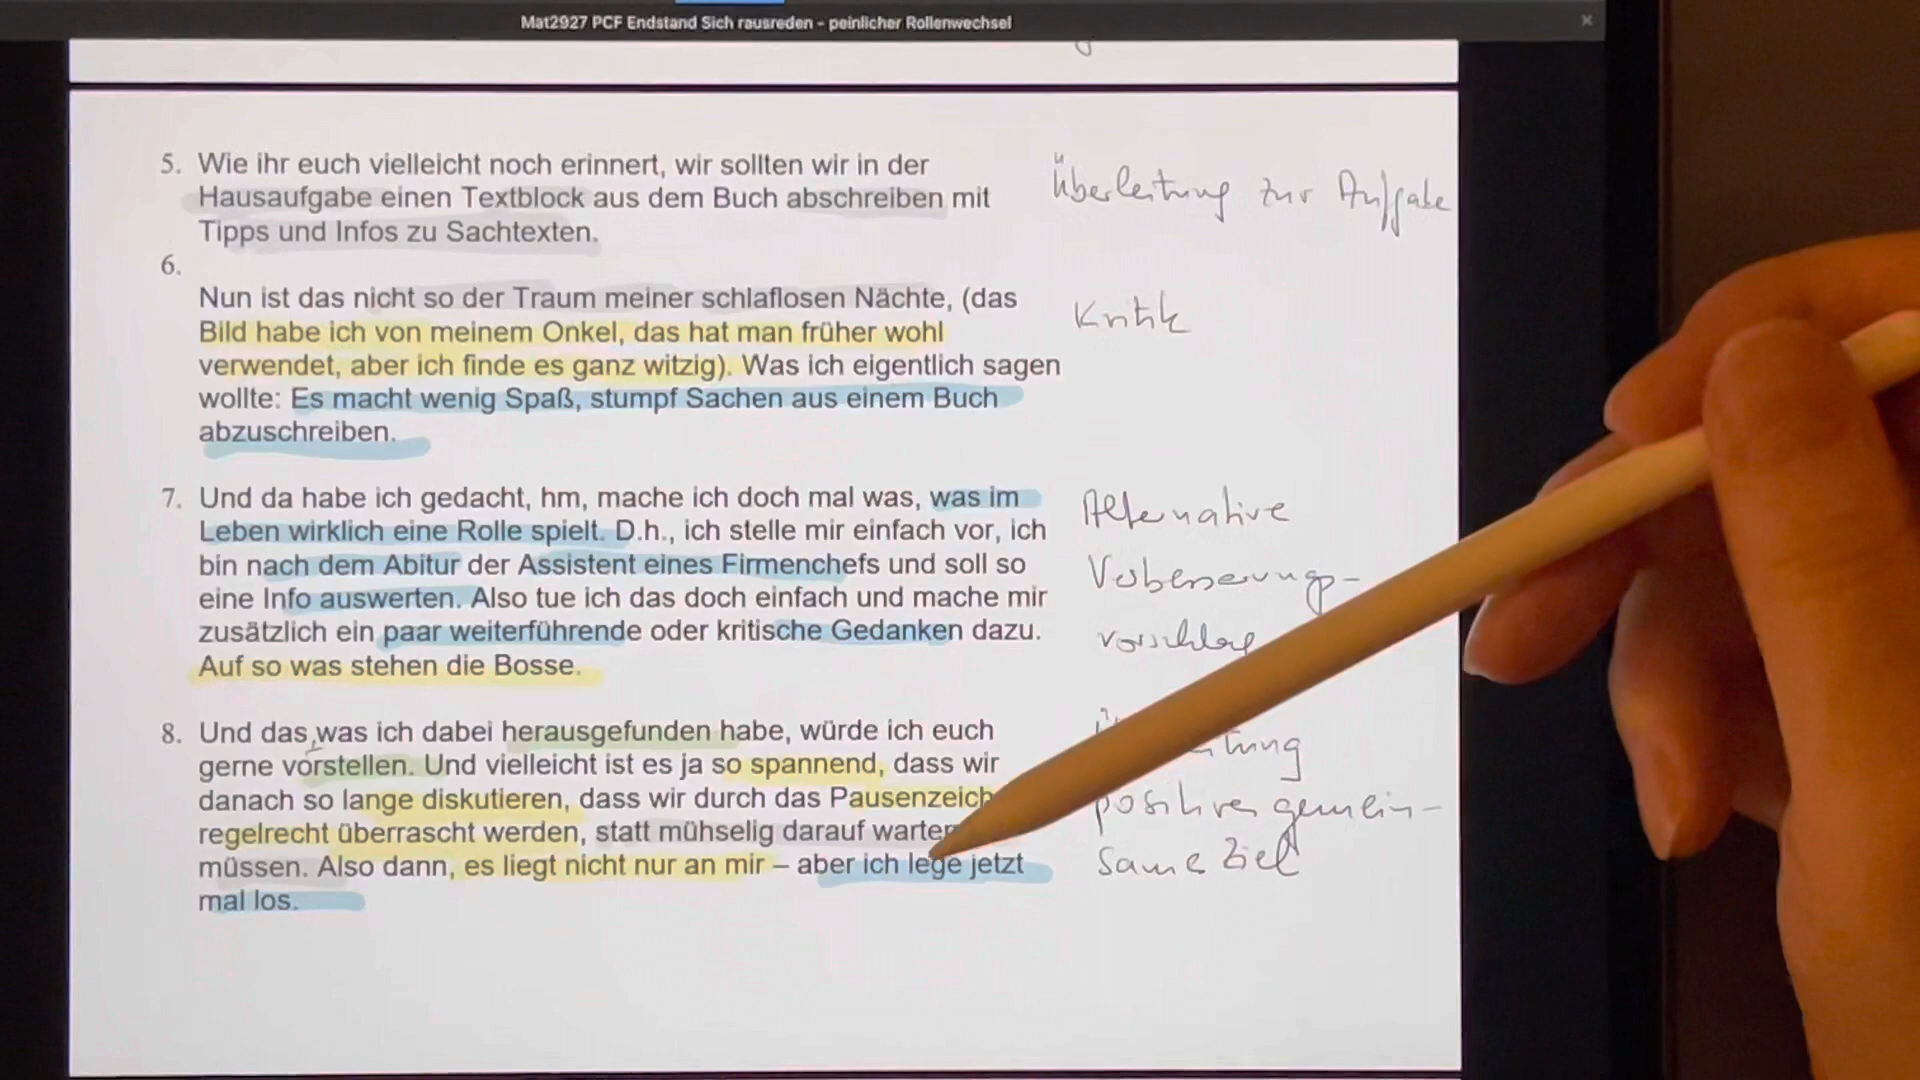 Mat2927 PCF Endstand Sich rausreden - peinlicher Rollenwechsel
5. Wie ihr euch vielleicht noch erinnert, wir sollten wir in der
Hausaufgabe einen Textblock aus dem Buch abschreiben mit
Tipps und Infos zu Sachtexten.
Überleitung zur Aufgabe
6.
Nun ist das nicht so der Traum meiner schlaflosen Nächte, (das
Bild habe ich von meinem Onkel, das hat man früher wohl
verwendet, aber ich finde es ganz witzig). Was ich eigentlich sagen
wollte: Es macht wenig Spaß, stumpf Sachen aus einem Buch
abzuschreiben.
Kritik
7. Und da habe ich gedacht, hm, mache ich doch mal was, was im
Leben wirklich eine Rolle spielt. D.h., ich stelle mir einfach vor, ich
bin nach dem Abitur der Assistent eines Firmenchefs und soll so
eine Info auswerten. Also tue ich das doch einfach und mache mir
zusätzlich ein paar weiterführende oder kritische Gedanken dazu.
Auf so was stehen die Bosse.
Alternative
Verbesserungs-
vorschlag
8. Und das, was ich dabei herausgefunden habe, würde ich euch
gerne vorstellen. Und vielleicht ist es ja so spannend, dass wir
danach so lange diskutieren, dass wir durch das Pausenzeich
regelrecht überrascht werden, statt mühselig darauf warten
müssen. Also dann, es liegt nicht nur an mir – aber ich lege jetzt
mal los.
positives gemein-
same Ziel